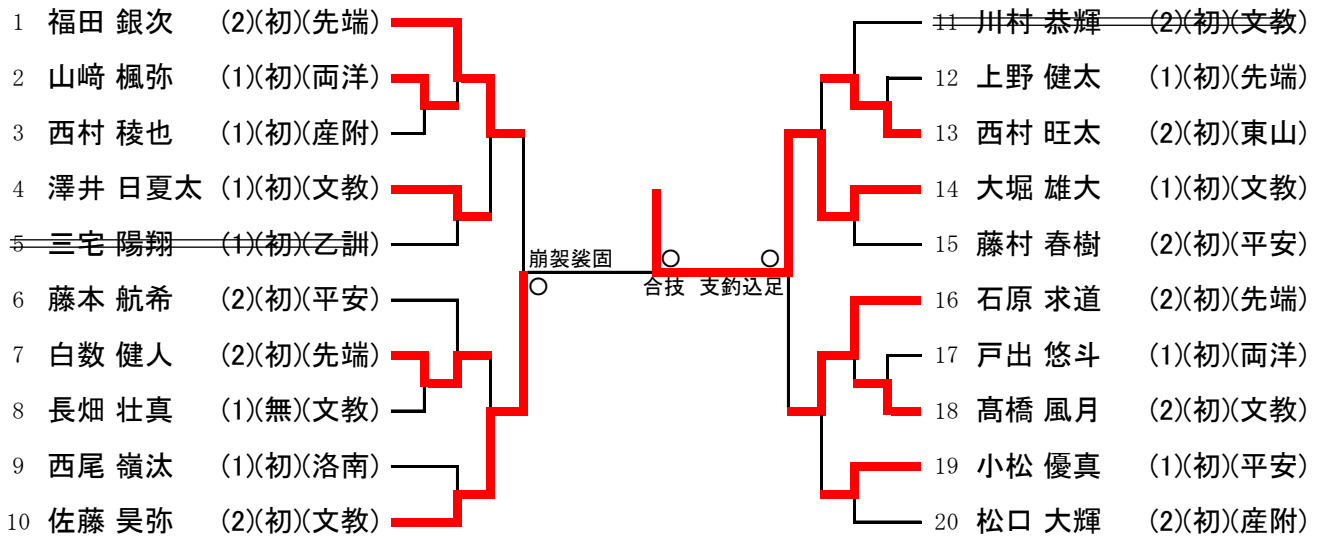 1 福田 銀次 (2)(初)(先端)
2 山﨑 楓弥 (1)(初)(両洋)
3 西村 稜也 (1)(初)(産附)
4 澤井 日夏太 (1)(初)(文教)
5 三宅 陽翔 (1)(初)(乙訓)
6 藤本 航希 (2)(初)(平安)
7 白数 健人 (2)(初)(先端)
8 長畑 壮真 (1)(無)(文教)
9 西尾 嶺汰 (1)(初)(洛南)
10 佐藤 昊弥 (2)(初)(文教)
崩袈裟固
○
○ ○
合技 支釣込足
11 川村 恭輝 (2)(初)(文教)
12 上野 健太 (1)(初)(先端)
13 西村 旺太 (2)(初)(東山)
14 大堀 雄大 (1)(初)(文教)
15 藤村 春樹 (2)(初)(平安)
16 石原 求道 (2)(初)(先端)
17 戸出 悠斗 (1)(初)(両洋)
18 髙橋 風月 (2)(初)(文教)
19 小松 優真 (1)(初)(平安)
20 松口 大輝 (2)(初)(産附)